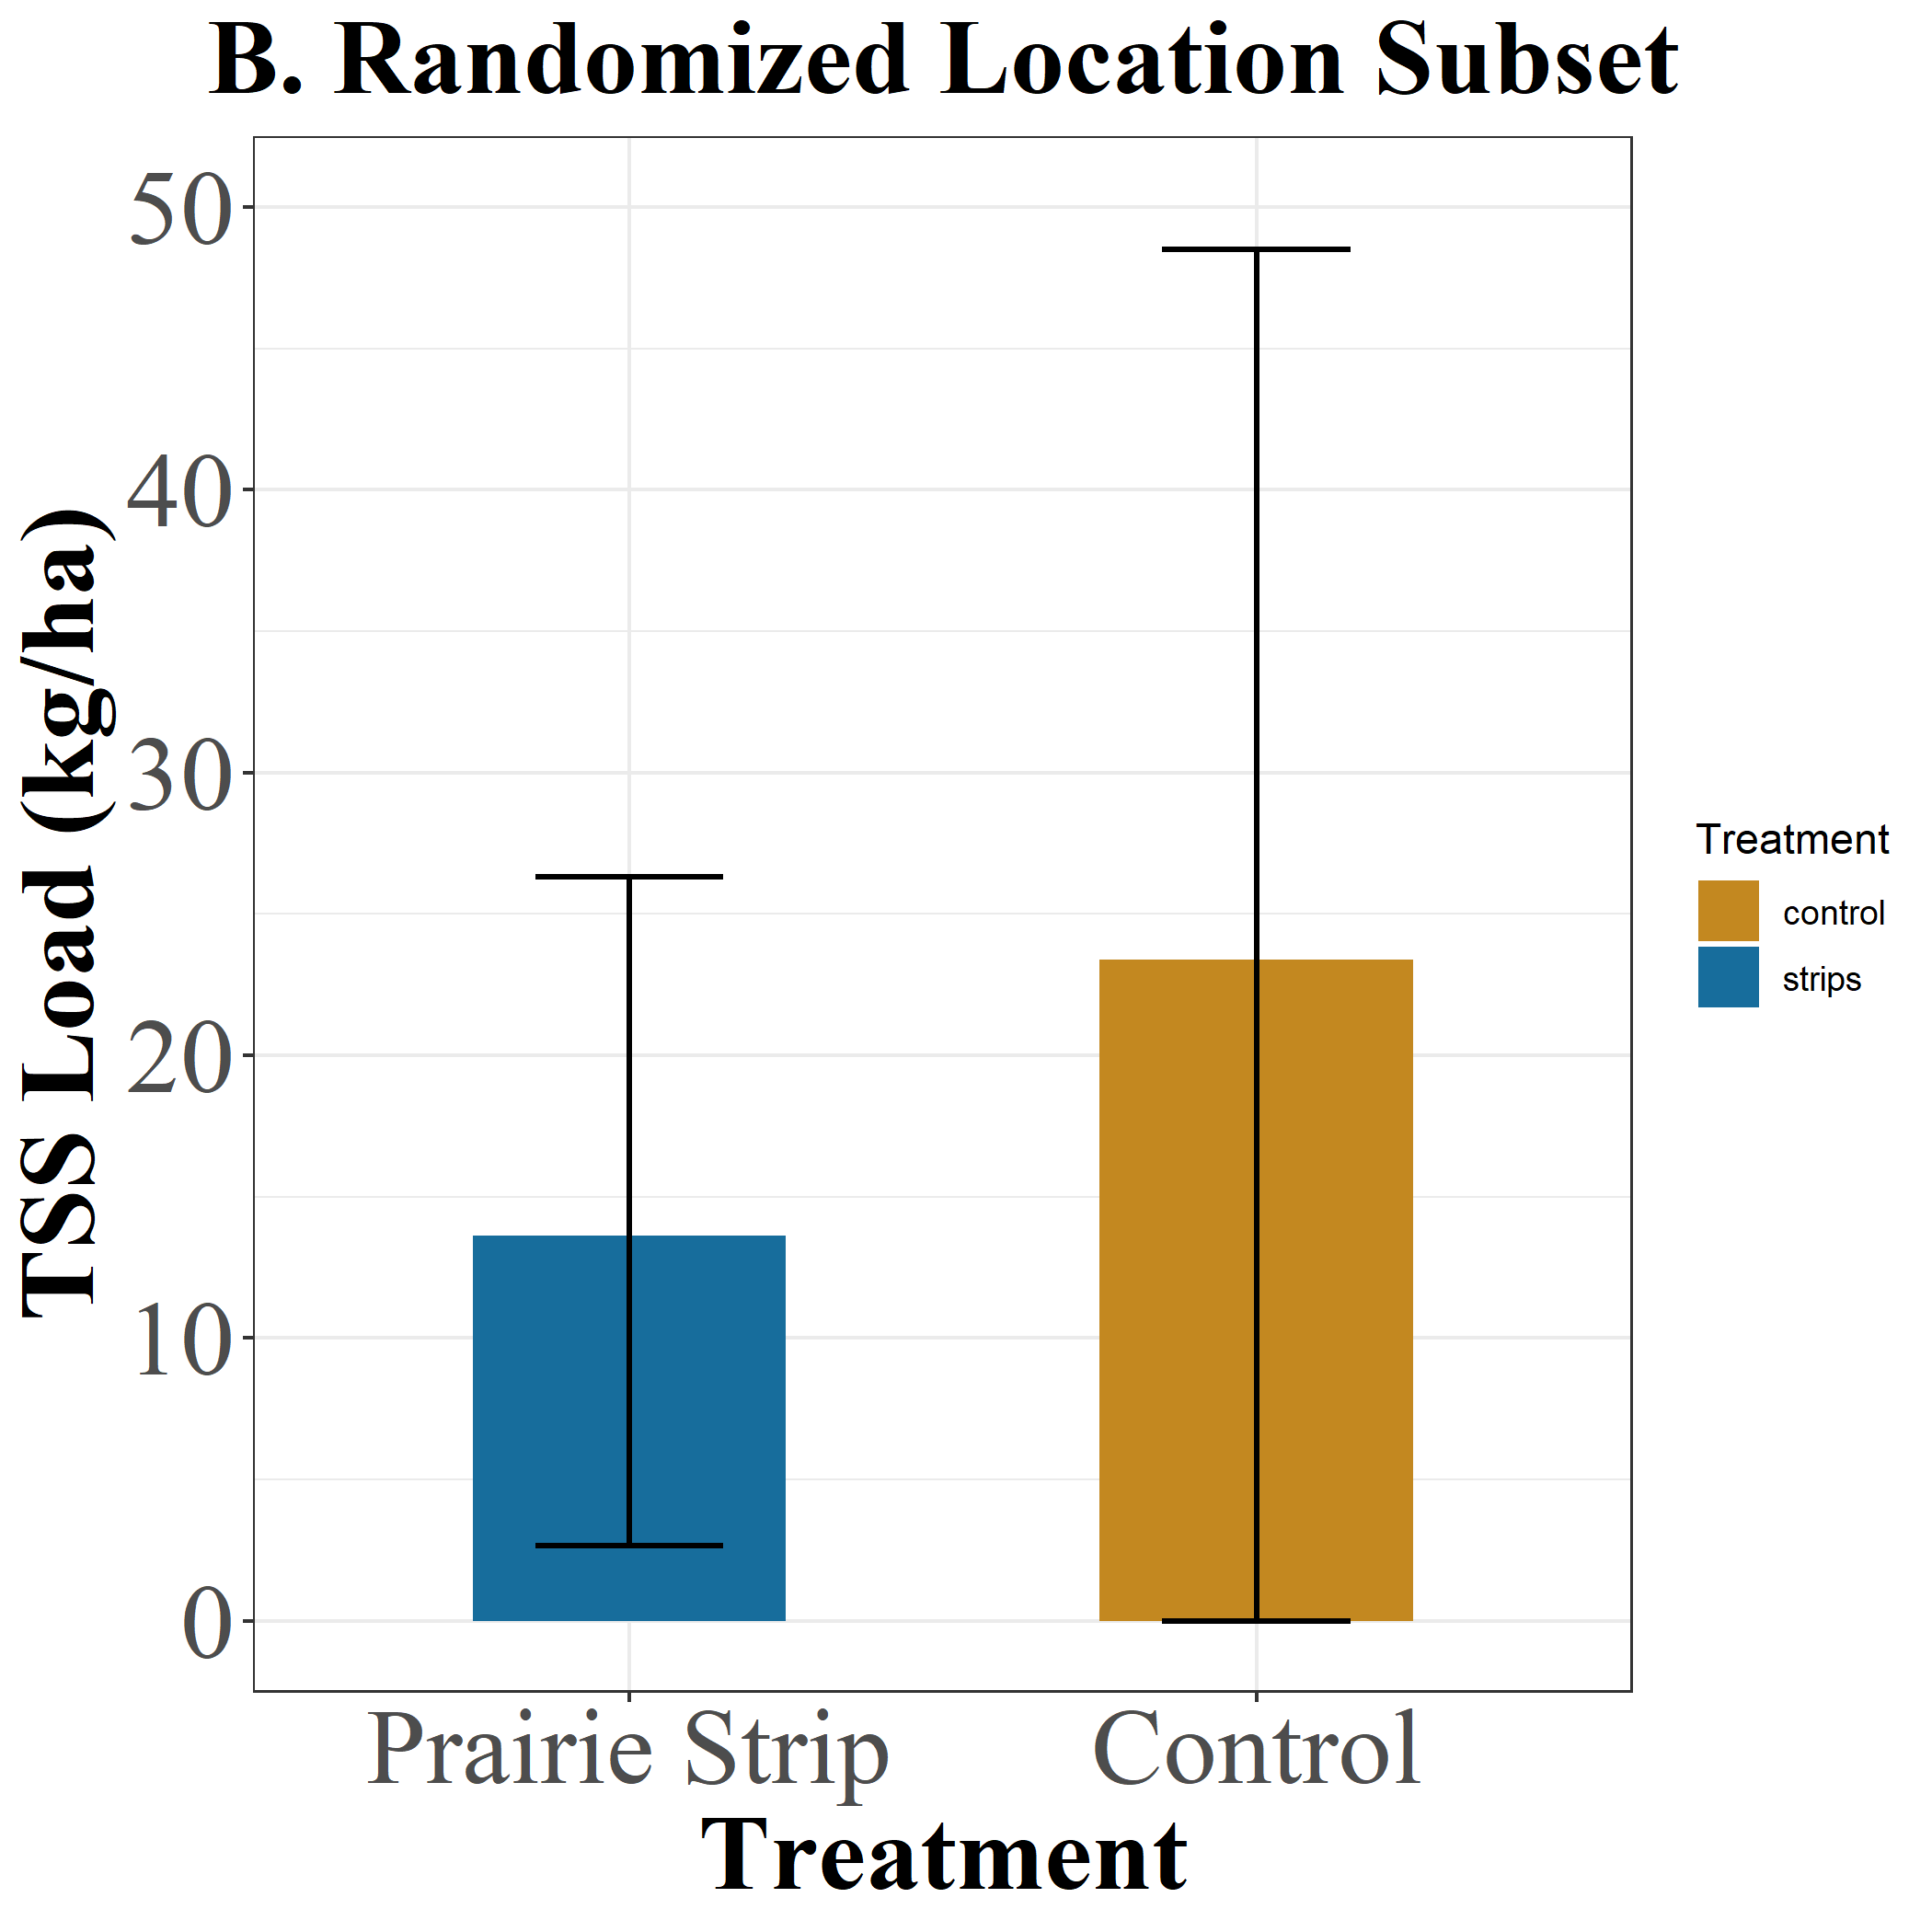 B. Randomized Location Subset
TSS Load (kg/ha)
50
40
30
20
10
0
Prairie Strip
Control
Treatment
Treatment
control
strips